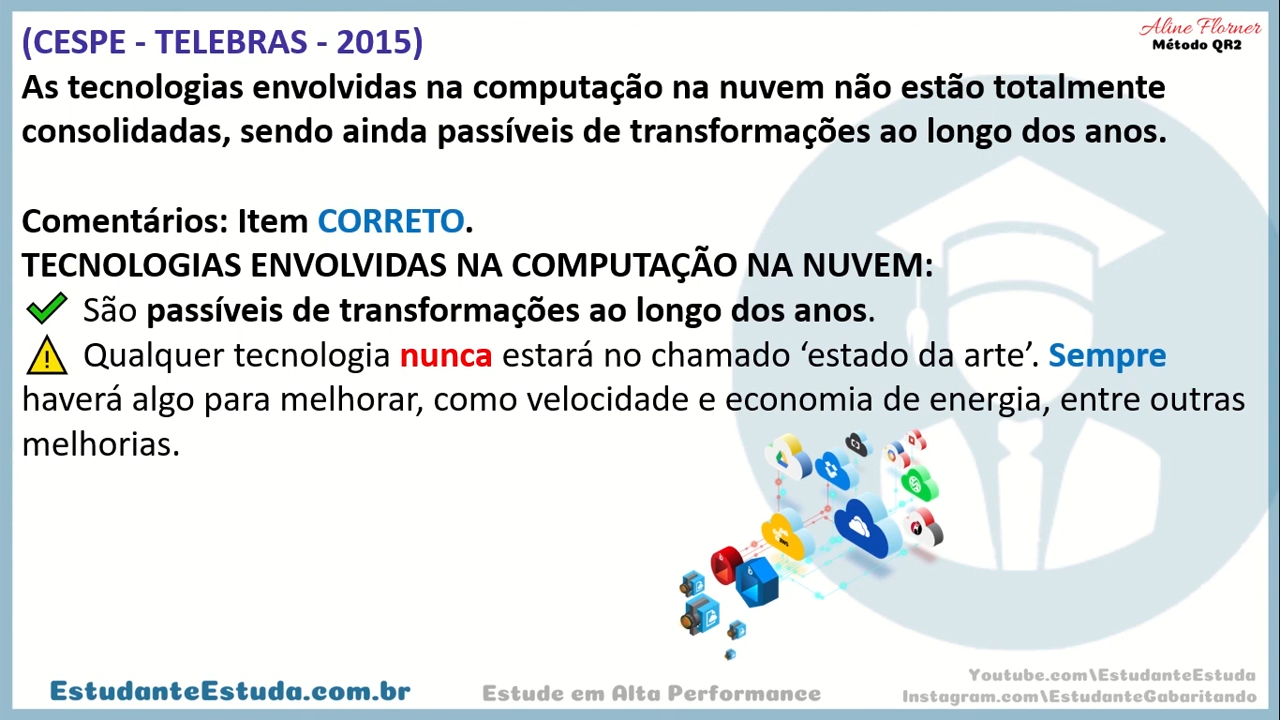 (CESPE - TELEBRAS - 2015)
Aline Florner
Método QR2
As tecnologias envolvidas na computação na nuvem não estão totalmente
consolidadas, sendo ainda passíveis de transformações ao longo dos anos.
Comentários: Item CORRETO.
TECNOLOGIAS ENVOLVIDAS NA COMPUTAÇÃO NA NUVEM:
São passíveis de transformações ao longo dos anos.
Qualquer tecnologia nunca estará no chamado ‘estado da arte’. Sempre
haverá algo para melhorar, como velocidade e economia de energia, entre outras
melhorias.
EstudanteEstuda.com.br
Estude em Alta Performance
Youtube.com\EstudanteEstuda
Instagram.com\EstudanteGabaritando